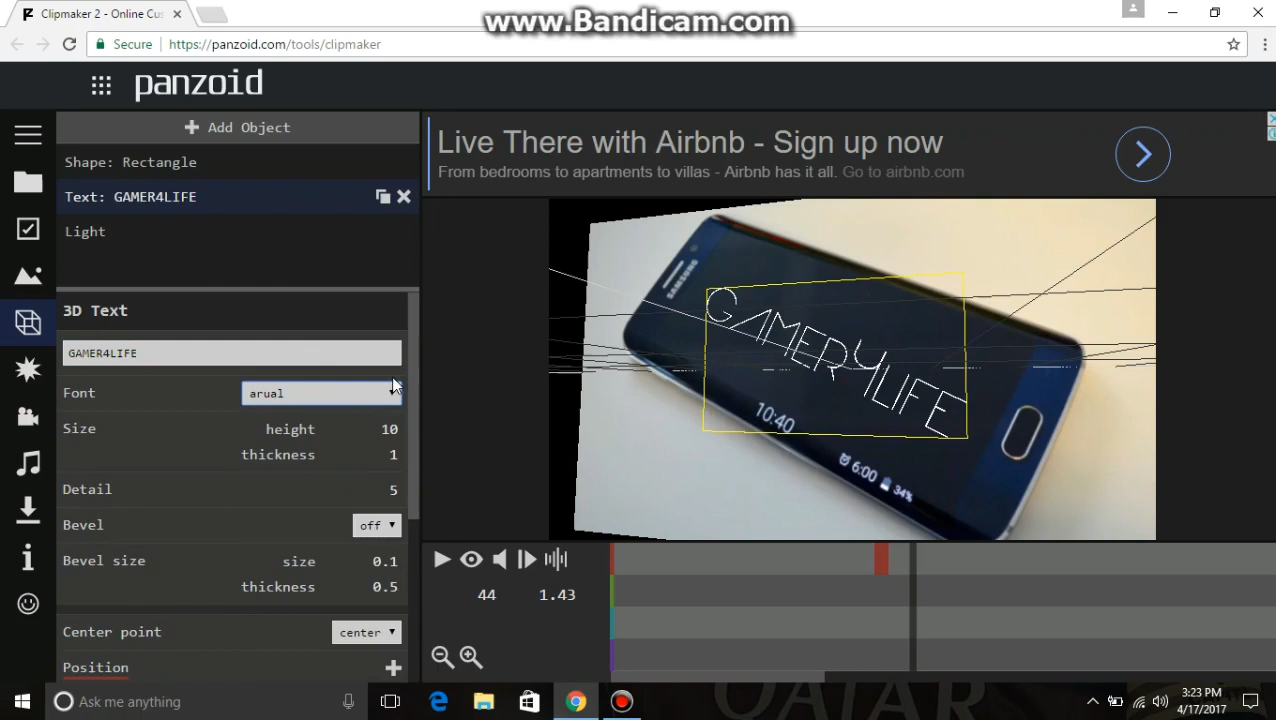 Clipmaker 2 - Online Cus
www.Bandicam.com
Secure
https://panzoid.com/tools/clipmaker
panzoid
Add Object
Shape: Rectangle
Text: GAMER4LIFE
Light
3D Text
GAMER4LIFE
Font
arual
Size
height
10
thickness
1
Detail
5
Bevel
off
Bevel size
size
0.1
thickness
0.5
Center point
center
Position
Live There with Airbnb - Sign up now
From bedrooms to apartments to villas - Airbnb has it all. Go to airbnb.com
SAMSUNG
GAMER4LIFE
10:40
6:00
34%
44
1.43
Ask me anything
QATAR
3:23 PM
4/17/2017